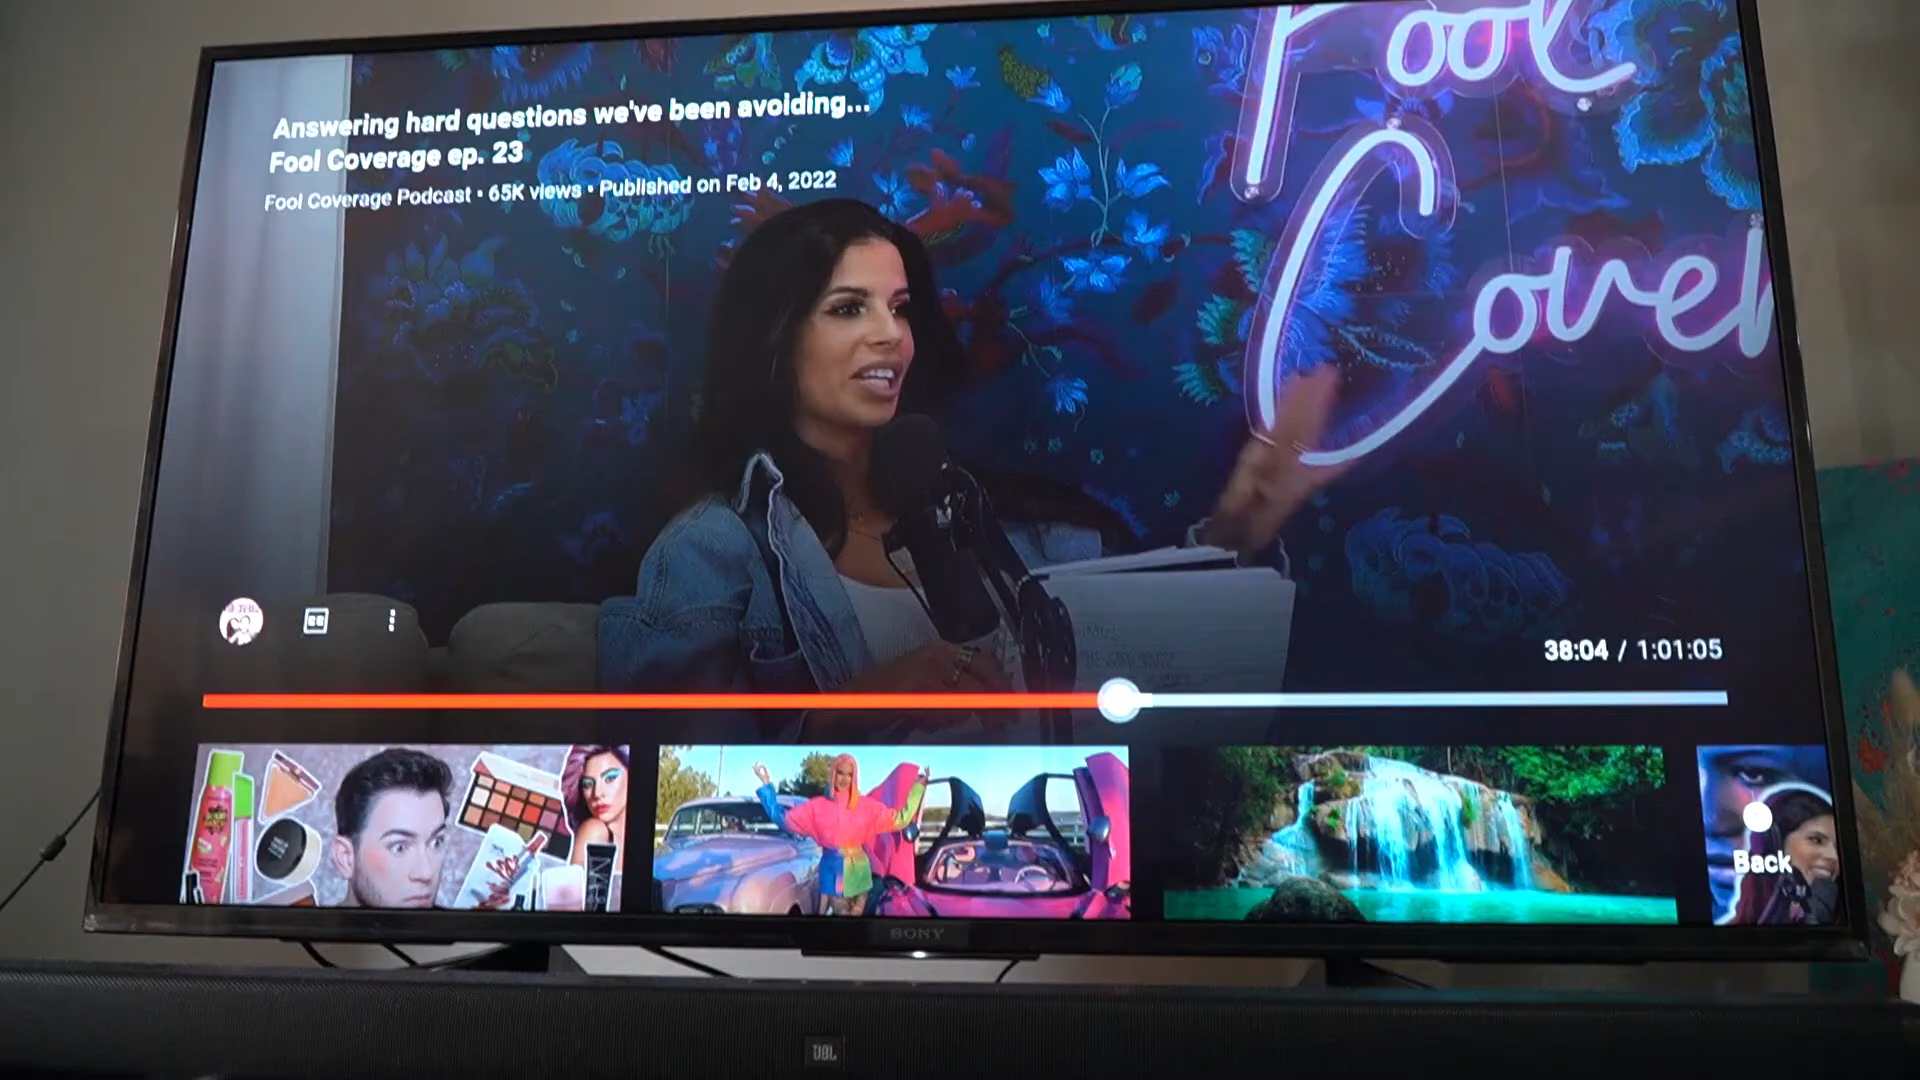 Fool
Cover
Answering hard questions we've been avoiding...
Fool Coverage ep. 23
Fool Coverage Podcast • 65K views • Published on Feb 4, 2022
38:04 / 1:01:05
Back
SONY
JBL